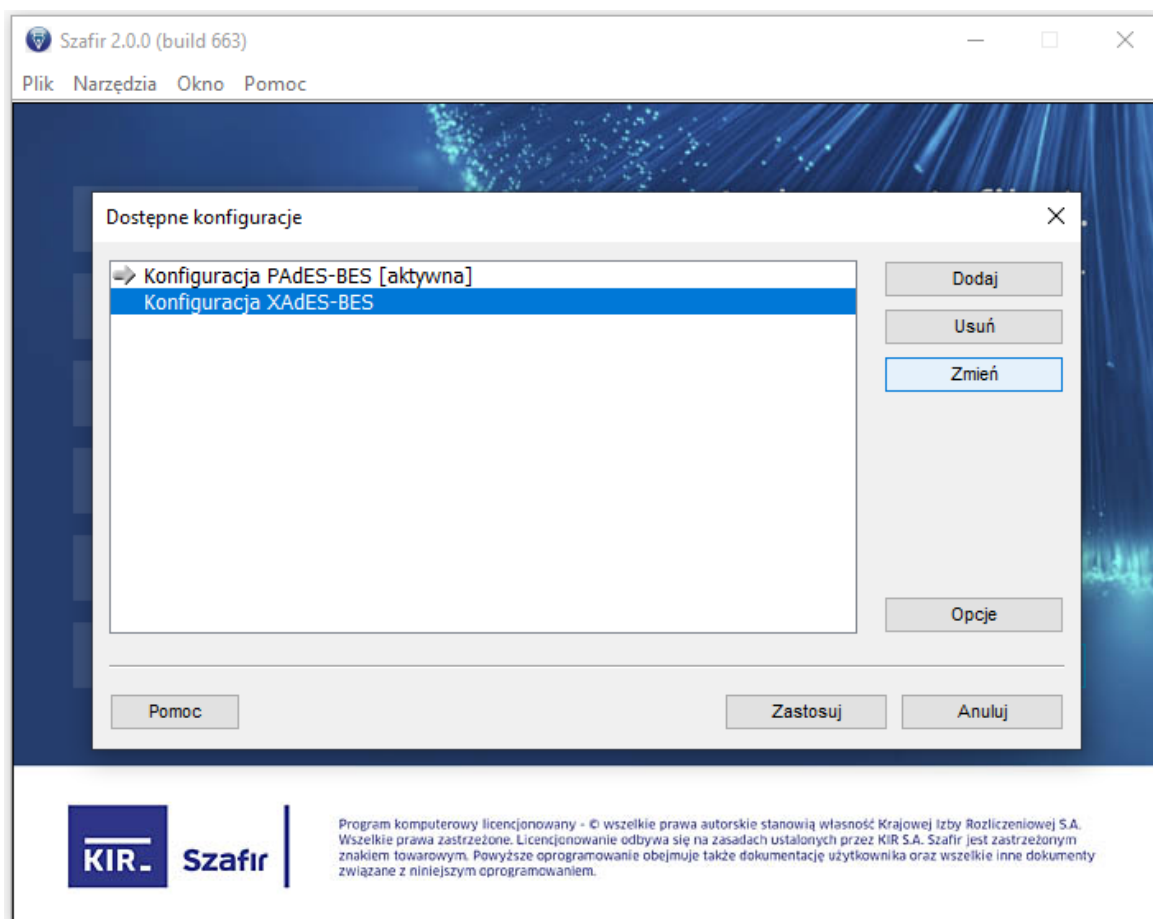 Szafir 2.0.0 (build 663)
Plik Narzędzia Okno Pomoc
Dostępne konfiguracje
Konfiguracja PAdES-BES [aktywna]
Konfiguracja XAdES-BES
Dodaj
Usuń
Zmień
Opcje
Pomoc
Zastosuj
Anuluj
KIR
Szafir
Program komputerowy licencjonowany - © wszelkie prawa autorskie stanowią własność Krajowej Izby Rozliczeniowej S.A.
Wszelkie prawa zastrzeżone. Licencjonowanie odbywa się na zasadach ustalonych przez KIR S.A. Szafir jest zastrzeżonym
znakiem towarowym. Powyższe oprogramowanie obejmuje także dokumentację użytkownika oraz wszelkie inne dokumenty
związane z niniejszym oprogramowaniem.